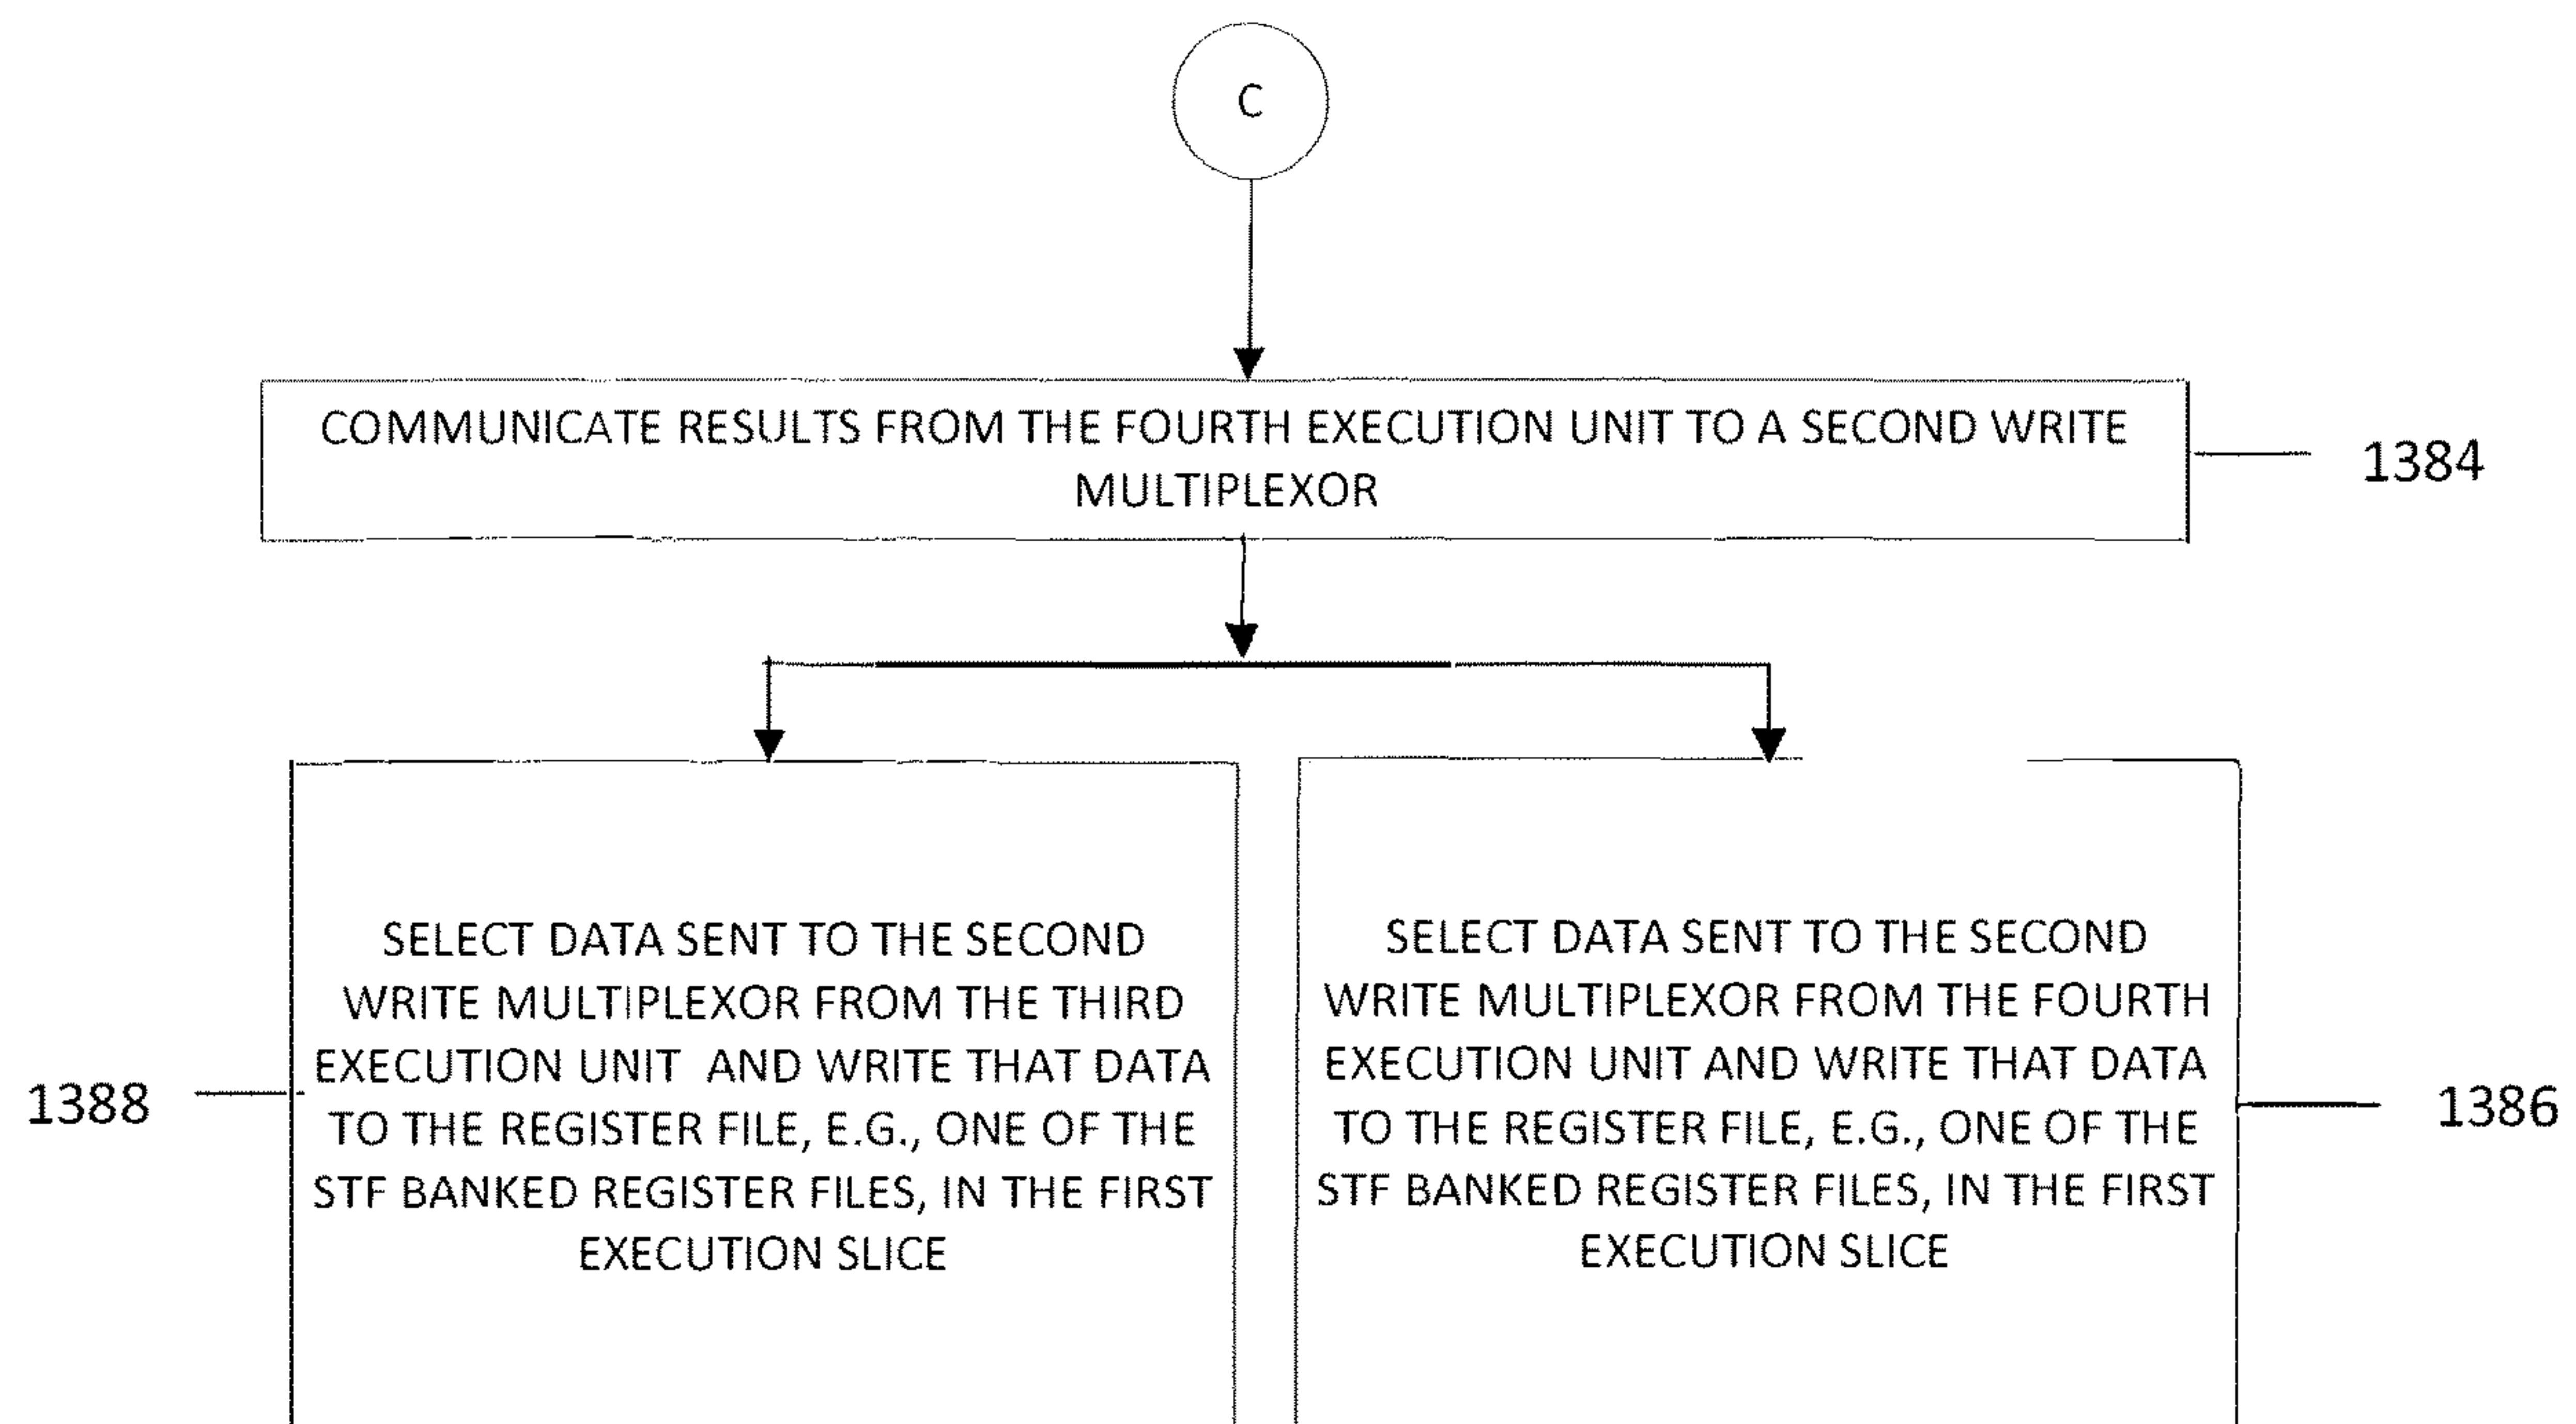 C
COMMUNICATE RESULTS FROM THE FOURTH EXECUTION UNIT TO A SECOND WRITE
MULTIPLEXOR
1384
SELECT DATA SENT TO THE SECOND
WRITE MULTIPLEXOR FROM THE THIRD
EXECUTION UNIT AND WRITE THAT DATA
TO THE REGISTER FILE, E.G., ONE OF THE
STF BANKED REGISTER FILES, IN THE FIRST
EXECUTION SLICE
1388
SELECT DATA SENT TO THE SECOND
WRITE MULTIPLEXOR FROM THE FOURTH
EXECUTION UNIT AND WRITE THAT DATA
TO THE REGISTER FILE, E.G., ONE OF THE
STF BANKED REGISTER FILES, IN THE FIRST
EXECUTION SLICE
1386